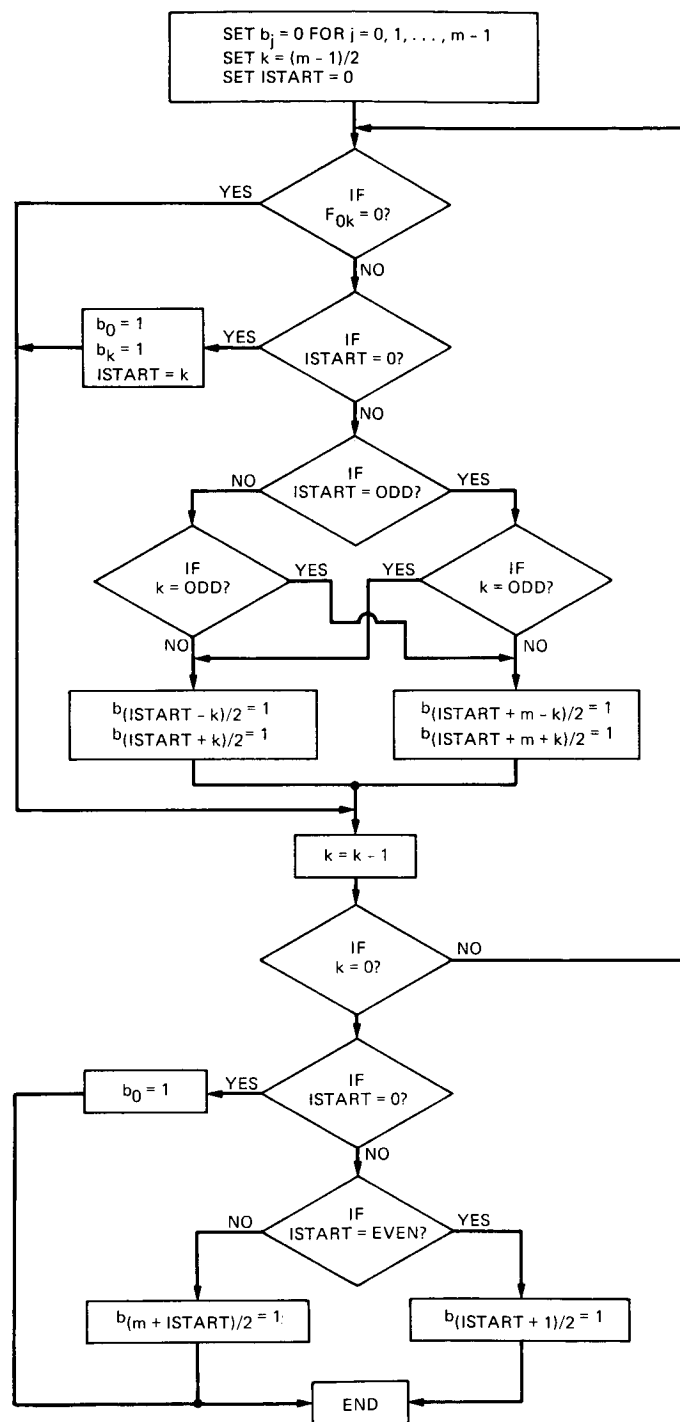 SET b_j = 0 FOR j = 0, 1, . . . , m - 1
SET k = (m - 1)/2
SET ISTART = 0
IF
F_0k = 0?
YES
NO
IF
ISTART = 0?
YES
b_0 = 1
b_k = 1
ISTART = k
NO
IF
ISTART = ODD?
NO
YES
IF
k = ODD?
YES
NO
IF
k = ODD?
YES
NO
b_(ISTART - k)/2 = 1
b_(ISTART + k)/2 = 1
b_(ISTART + m - k)/2 = 1
b_(ISTART + m + k)/2 = 1
k = k - 1
IF
k = 0?
NO
IF
ISTART = 0?
YES
b_0 = 1
NO
IF
ISTART = EVEN?
NO
YES
b_(m + ISTART)/2 = 1
b_(ISTART + 1)/2 = 1
END